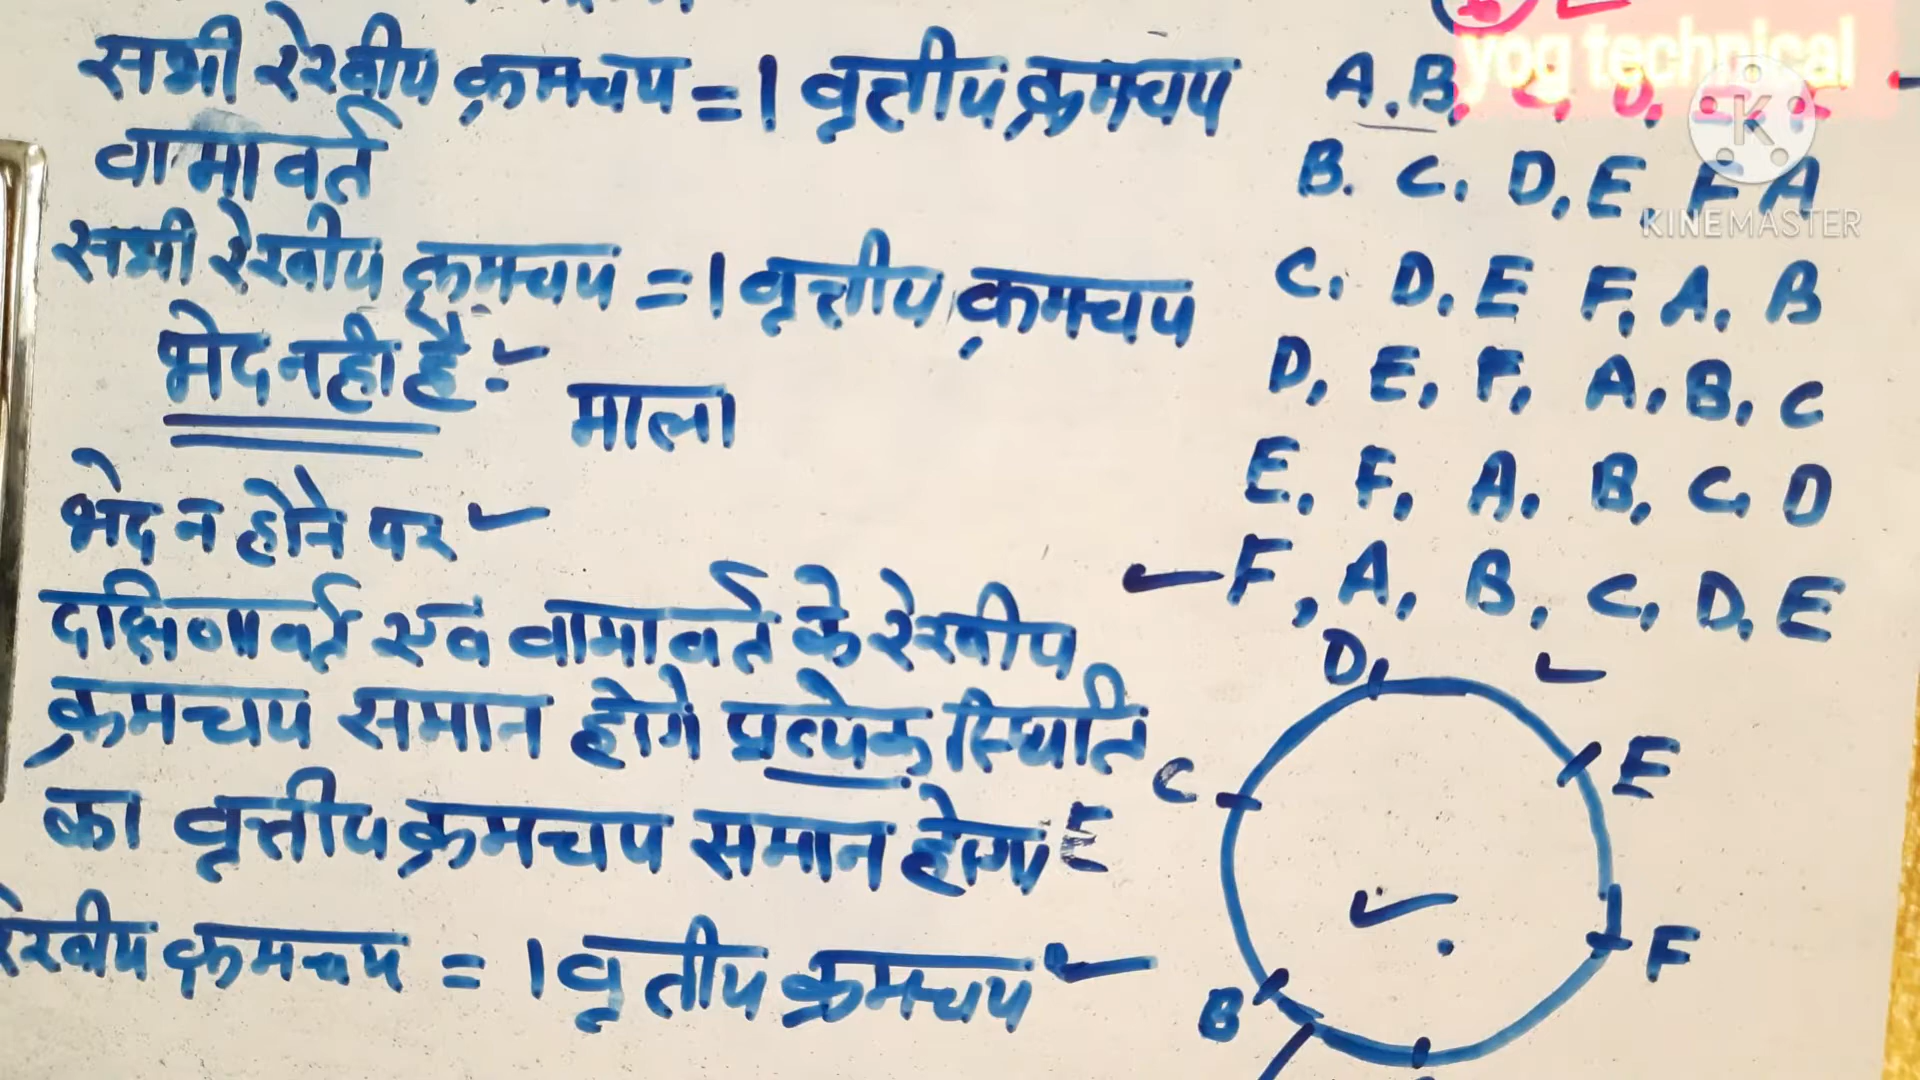 सभी रेखीय क्रमचय = 1 वृत्तीय क्रमचय
वामावर्त
सभी रेखीय क्रमचय = 1 वृत्तीय क्रमचय
भेद नही है :-
माला
भेद न होने पर
दक्षिणावर्त एवं वामावर्त के रेखीय
क्रमचय समान होगे प्रत्येक स्थिति
का वृत्तीय क्रमचय समान होगा
रेखीय क्रमचय = 1 वृतीय क्रमचय
yog technical
A, B,
B. C, D, E, F A
KINEMASTER
C, D, E F, A, B
D, E, F, A, B, C
E, F, A, B, C, D
F, A, B, C, D, E
D
E
C
E
F
B